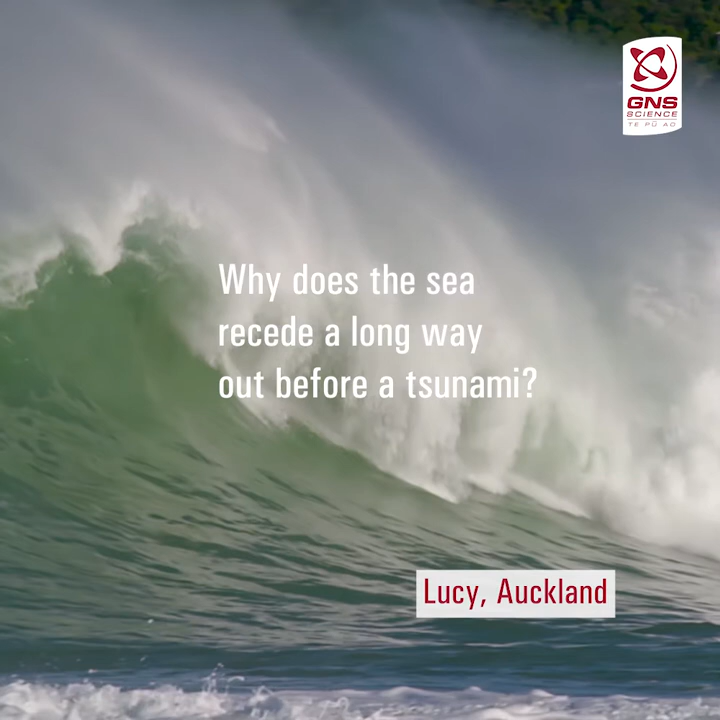 GNS
SCIENCE
TE PŪ AO
Why does the sea
recede a long way
out before a tsunami?
Lucy, Auckland